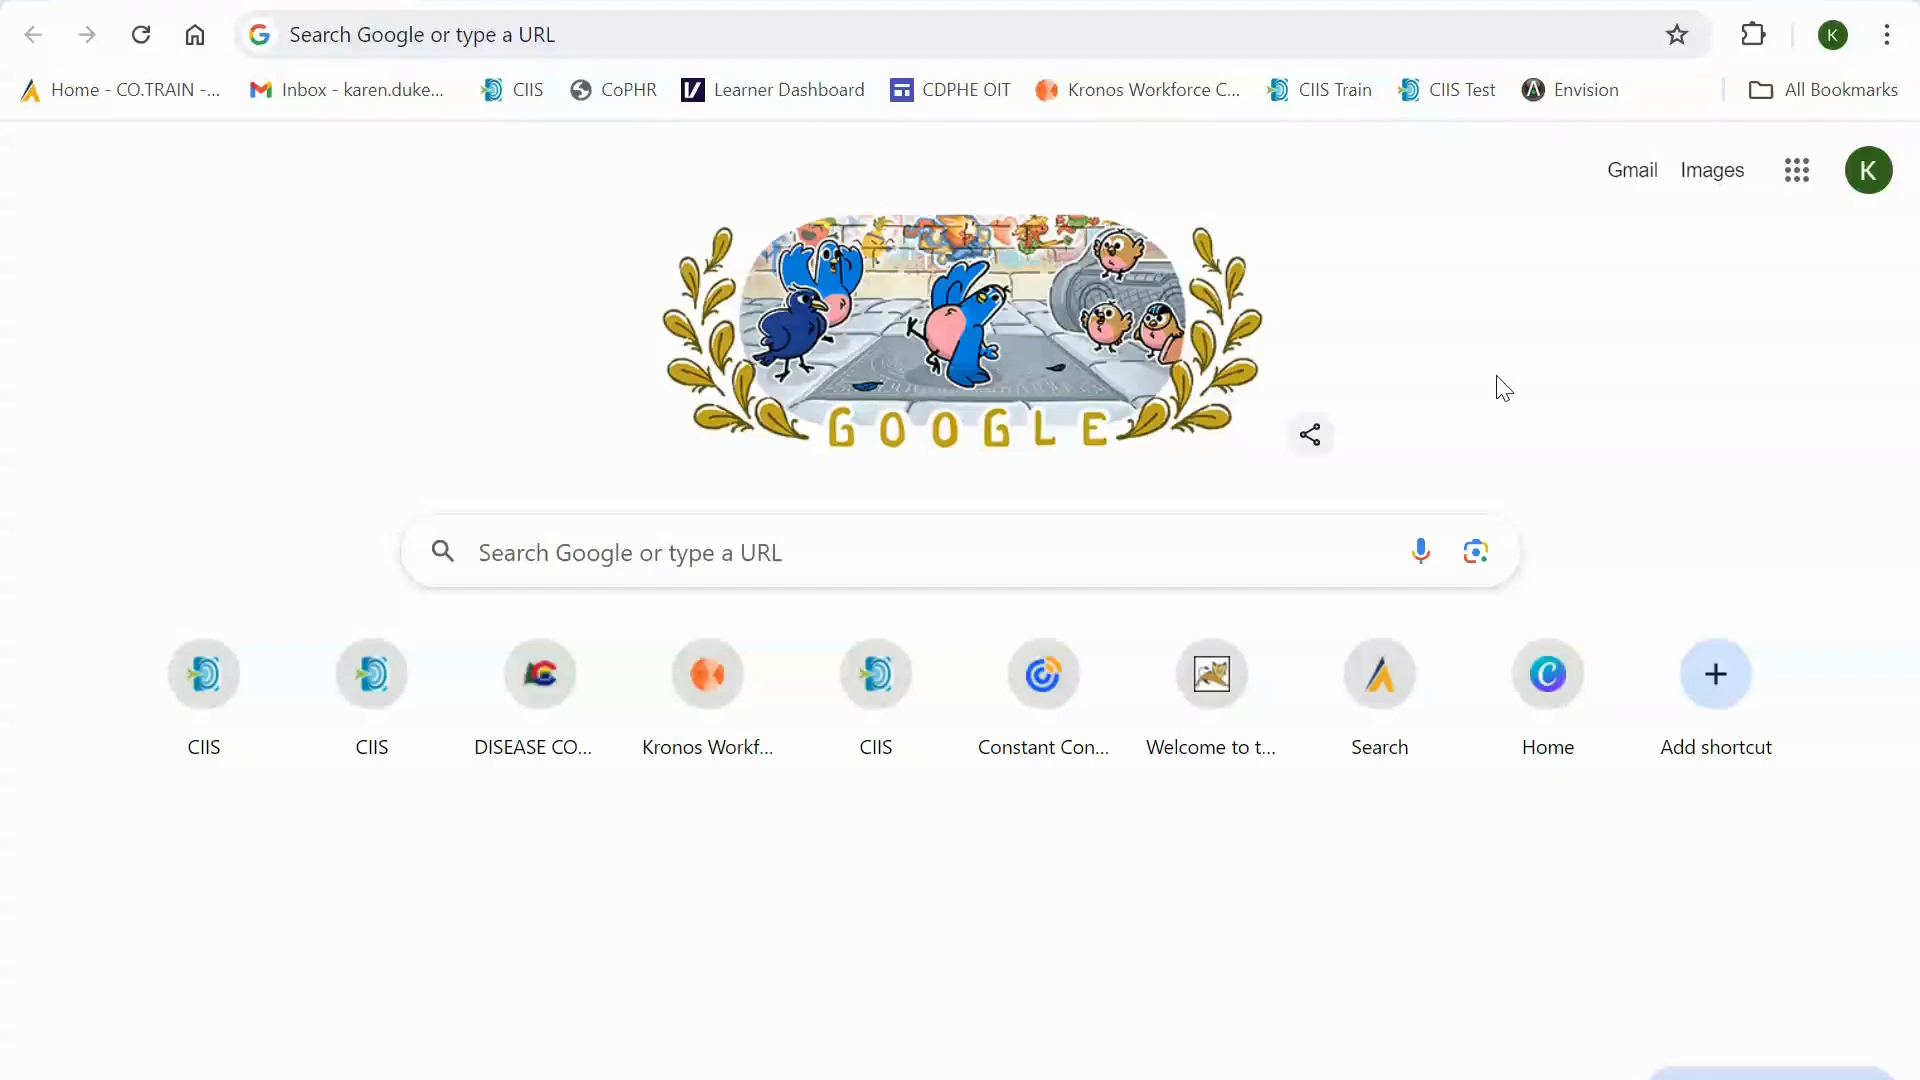 Search Google or type a URL
K
Home - CO.TRAIN -...
Inbox - karen.duke...
CIIS
CoPHR
Learner Dashboard
CDPHE OIT
Kronos Workforce C...
CIIS Train
CIIS Test
Envision
All Bookmarks
Gmail
Images
K
GOOGLE
Search Google or type a URL
CIIS
CIIS
DISEASE CO...
Kronos Workf...
CIIS
Constant Con...
Welcome to t...
Search
Home
Add shortcut